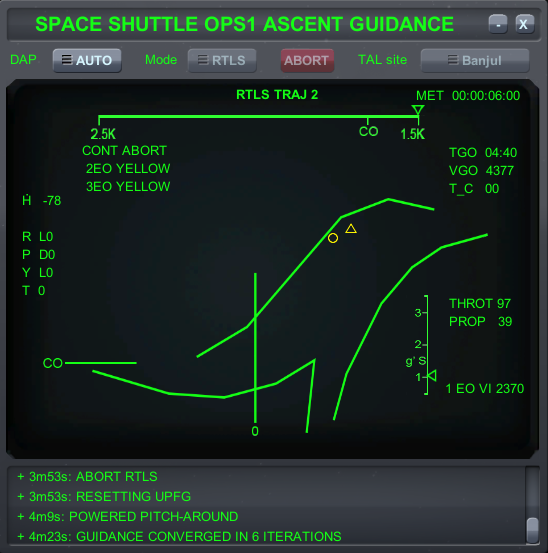 SPACE SHUTTLE OPS1 ASCENT GUIDANCE - X
DAP AUTO Mode RTLS ABORT TAL site Banjul
RTLS TRAJ 2 MET 00:00:06:00
2.5K CO 1.5K
CONT ABORT
2EO YELLOW
3EO YELLOW
TGO 04:40
VGO 4377
T_C 00
Ḣ -78
R L0
P D0
Y L0
T 0
THROT 97
PROP 39
3
2
g' S
1
1 EO VI 2370
CO
0
+ 3m53s: ABORT RTLS
+ 3m53s: RESETTING UPFG
+ 4m9s: POWERED PITCH-AROUND
+ 4m23s: GUIDANCE CONVERGED IN 6 ITERATIONS